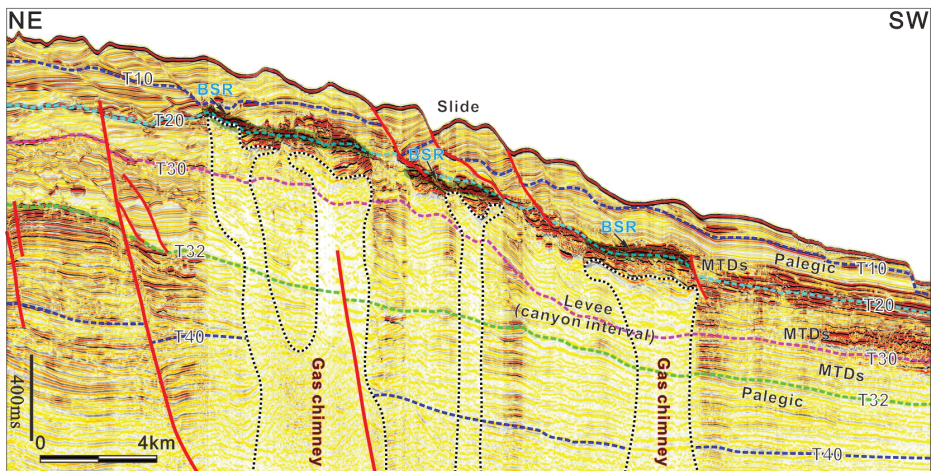 NE
SW
T10
BSR
Slide
T20
BSR
T30
BSR
T32
MTDs
Palegic
T10
T20
Levee
(canyon interval)
MTDs
T30
T40
MTDs
Gas chimney
Gas chimney
Palegic
T32
400ms
T40
0
4km